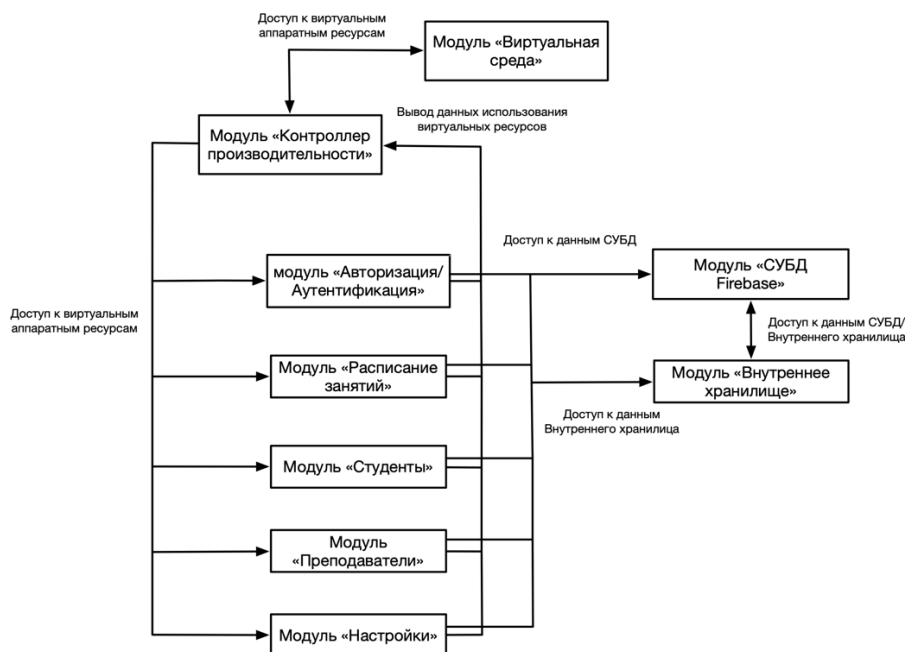 Доступ к виртуальным
аппаратным ресурсам
Модуль «Виртуальная
среда»
Вывод данных использования
виртуальных ресурсов
Модуль «Контроллер
производительности»
Доступ к данным СУБД
модуль «Авторизация/
Аутентификация»
Модуль «СУБД
Firebase»
Доступ к виртуальным
аппаратным ресурсам
Доступ к данным СУБД/
Внутреннего хранилища
Модуль «Расписание
занятий»
Модуль «Внутреннее
хранилище»
Доступ к данным
Внутреннего хранилица
Модуль «Студенты»
Модуль
«Преподаватели»
Модуль «Настройки»